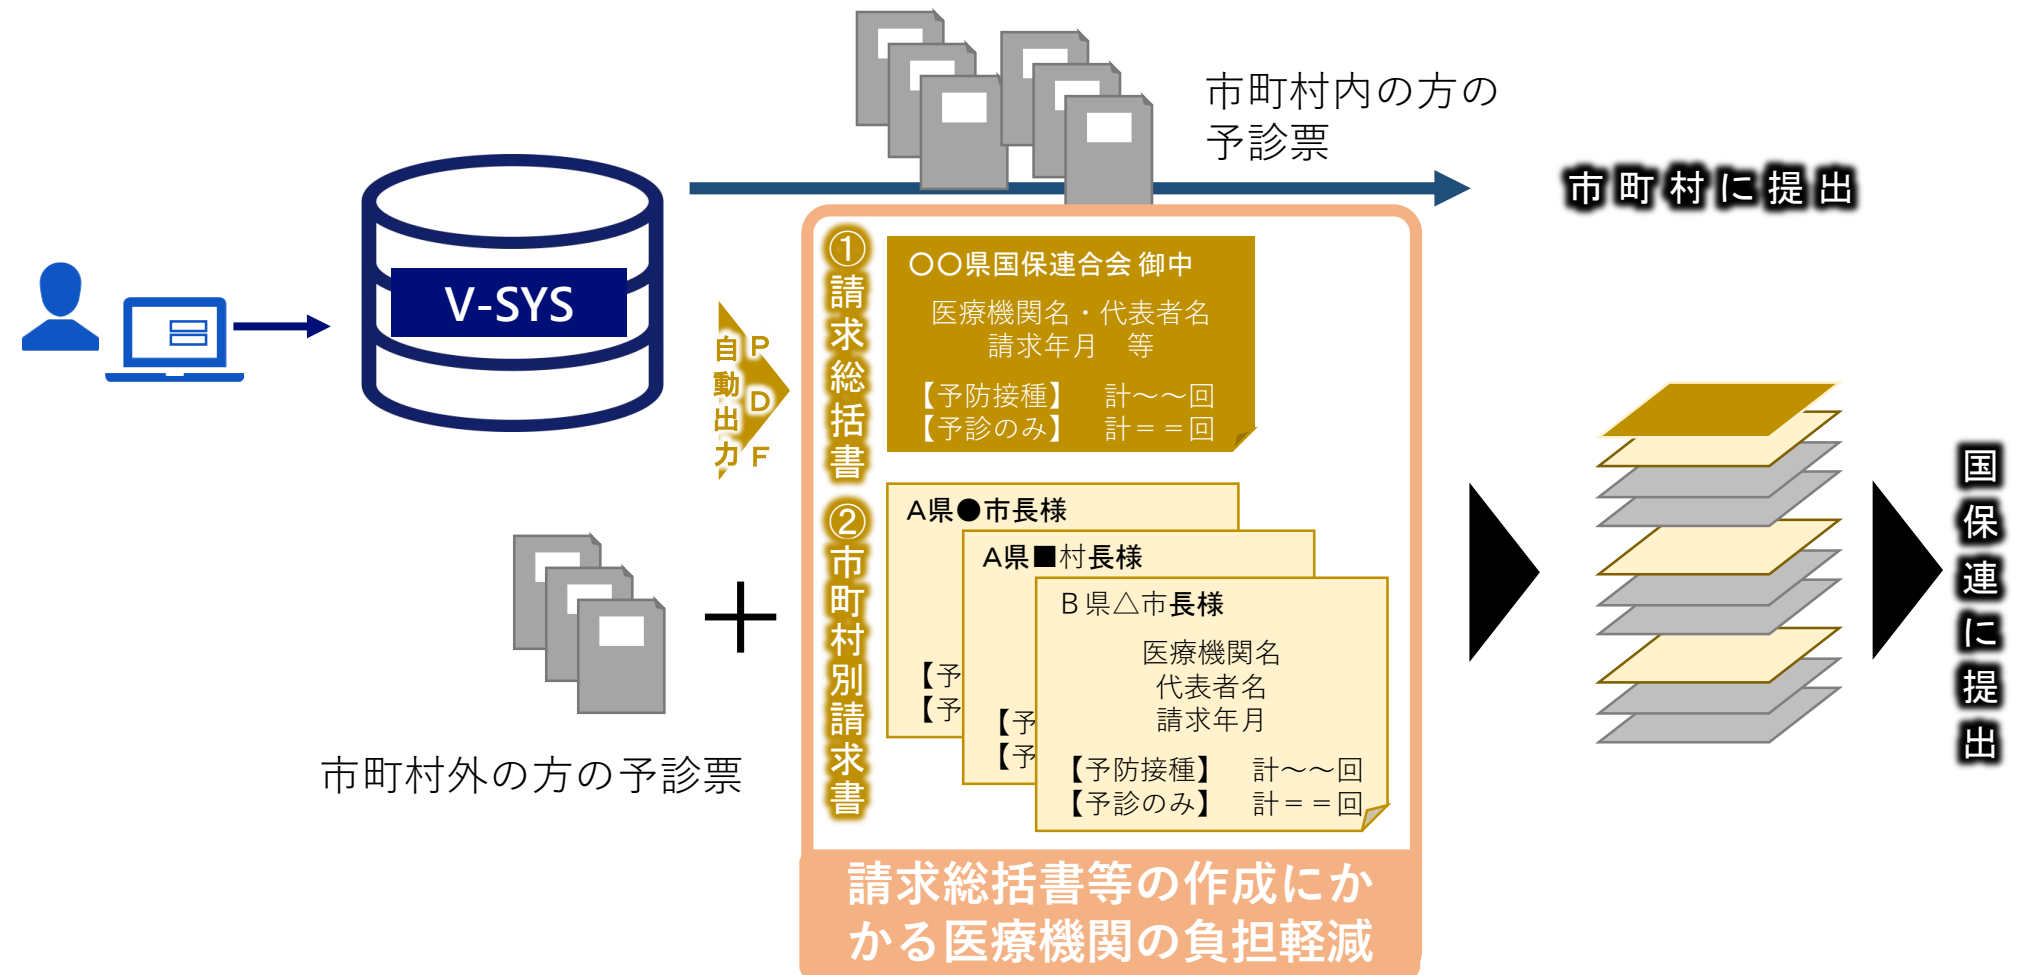 市町村内の方の
予診票
市町村に提出
V-SYS
自動出力
PDF
①請求総括書
〇〇県国保連合会 御中
医療機関名・代表者名
請求年月　等
【予防接種】　計～～回
【予診のみ】　計＝＝回
②市町村別請求書
A県●市長様
【予
【予
A県■村長様
【予
【予
B県△市長様
医療機関名
代表者名
請求年月
【予防接種】　計～～回
【予診のみ】　計＝＝回
市町村外の方の予診票
国保連に提出
請求総括書等の作成にか
かる医療機関の負担軽減